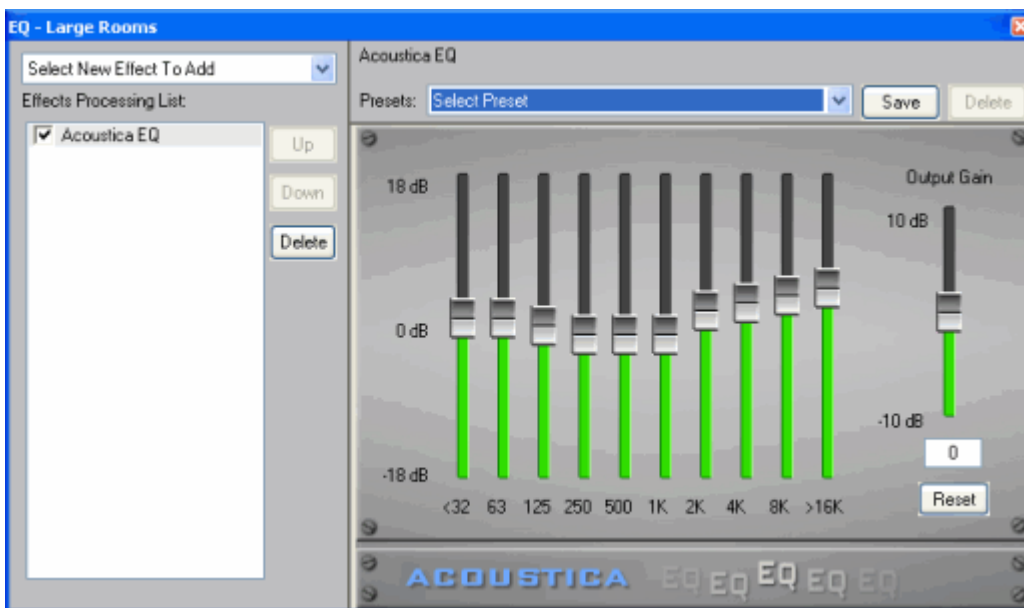 EQ - Large Rooms
Select New Effect To Add
Effects Processing List:
Acoustica EQ
Up
Down
Delete
Acoustica EQ
Presets: Select Preset Save Delete
18 dB
0 dB
-18 dB
<32 63 125 250 500 1K 2K 4K 8K >16K
Output Gain
10 dB
-10 dB
0
Reset
ACOUSTICA EQ EQ EQ EQ EQ